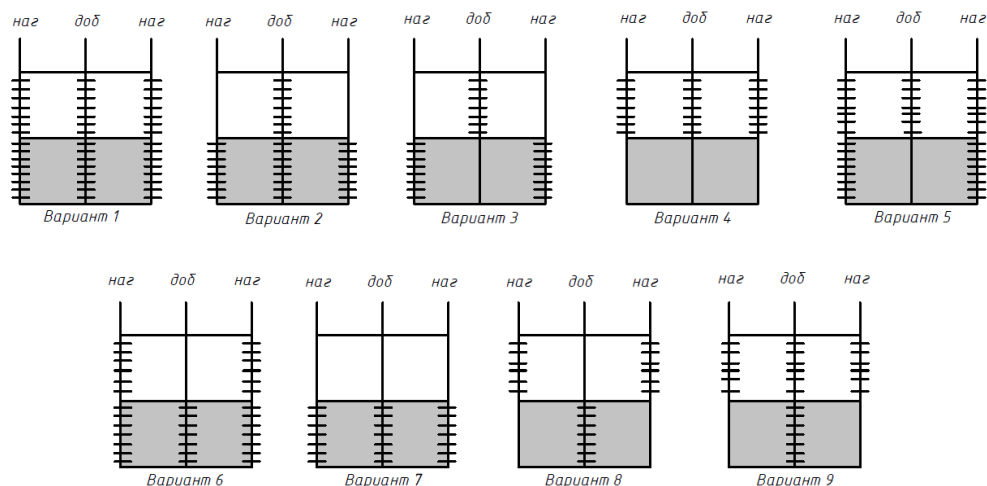 наг доб наг наг доб наг наг доб наг наг доб наг наг доб наг
Вариант 1 Вариант 2 Вариант 3 Вариант 4 Вариант 5
наг доб наг наг доб наг наг доб наг наг доб наг
Вариант 6 Вариант 7 Вариант 8 Вариант 9